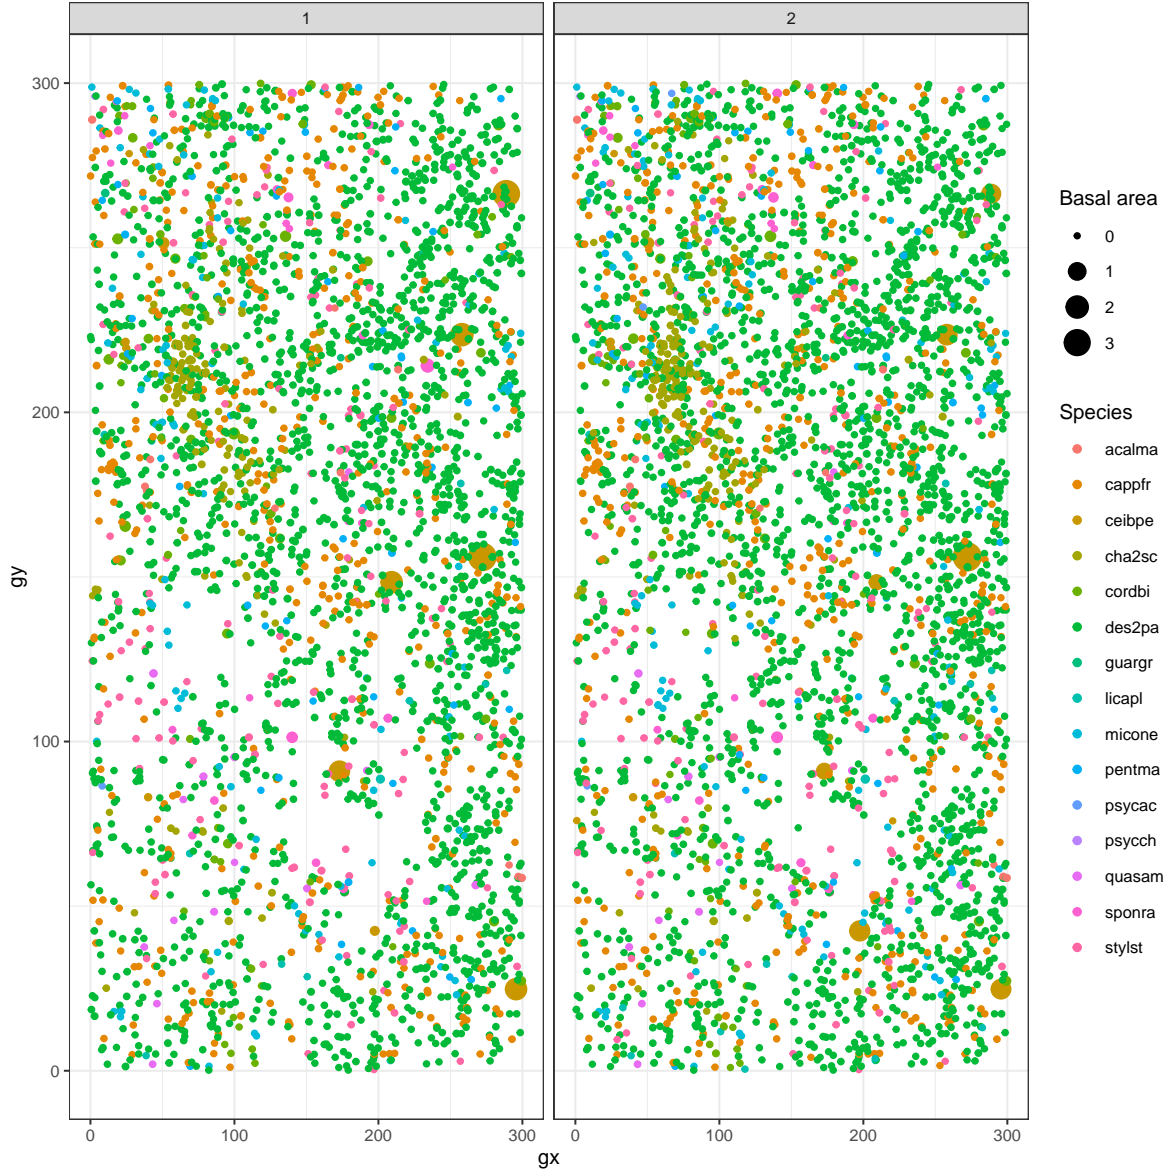 1
2
300
200
100
0
gy
0
100
200
300
0
100
200
300
gx
Basal area
0
1
2
3
Species
acalma
cappfr
ceibpe
cha2sc
cordbi
des2pa
guargr
licapl
micone
pentma
psycac
psycch
quasam
sponra
stylst